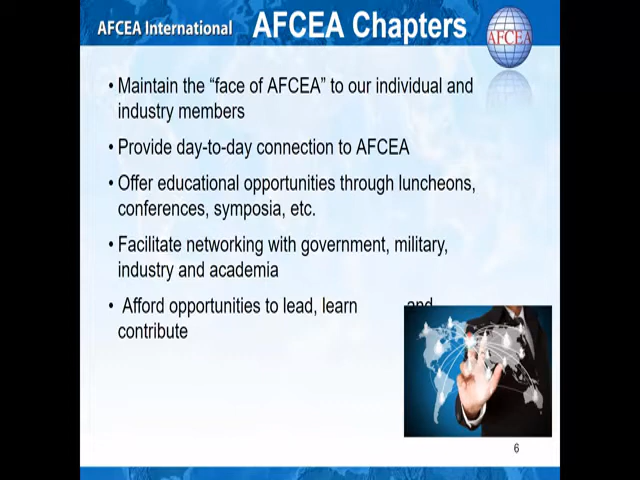 AFCEA International AFCEA Chapters
AFCEA
• Maintain the “face of AFCEA” to our individual and
industry members
• Provide day-to-day connection to AFCEA
• Offer educational opportunities through luncheons,
conferences, symposia, etc.
• Facilitate networking with government, military,
industry and academia
• Afford opportunities to lead, learn and
contribute
6